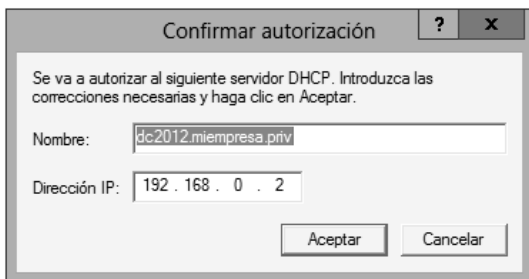 Confirmar autorización
? x
Se va a autorizar al siguiente servidor DHCP. Introduzca las
correcciones necesarias y haga clic en Aceptar.
Nombre: dc2012.miempresa.priv
Dirección IP: 192 . 168 . 0 . 2
Aceptar Cancelar